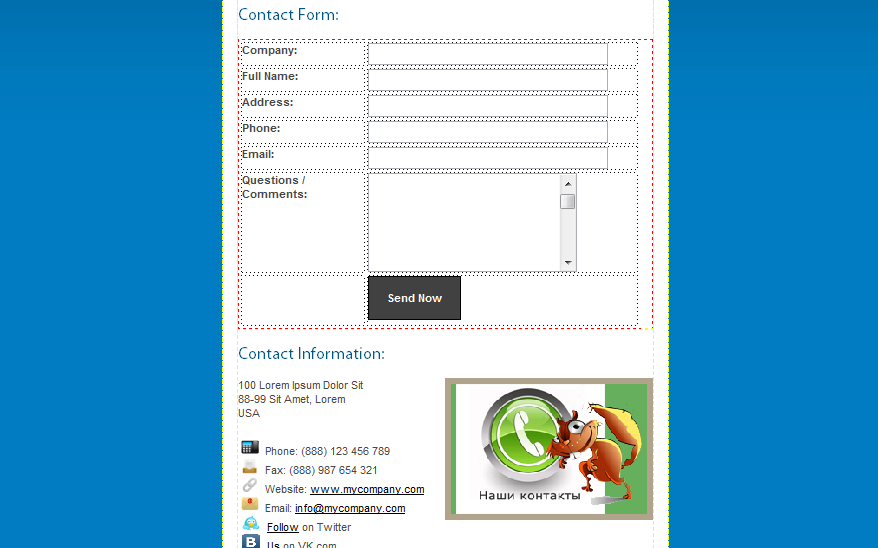 Contact Form:
Company:
Full Name:
Address:
Phone:
Email:
Questions /
Comments:
Send Now
Contact Information:
100 Lorem Ipsum Dolor Sit
88-99 Sit Amet, Lorem
USA
Phone: (888) 123 456 789
Fax: (888) 987 654 321
Website: www.mycompany.com
Email: info@mycompany.com
Follow on Twitter
B Us on VK.com
Наши контакты